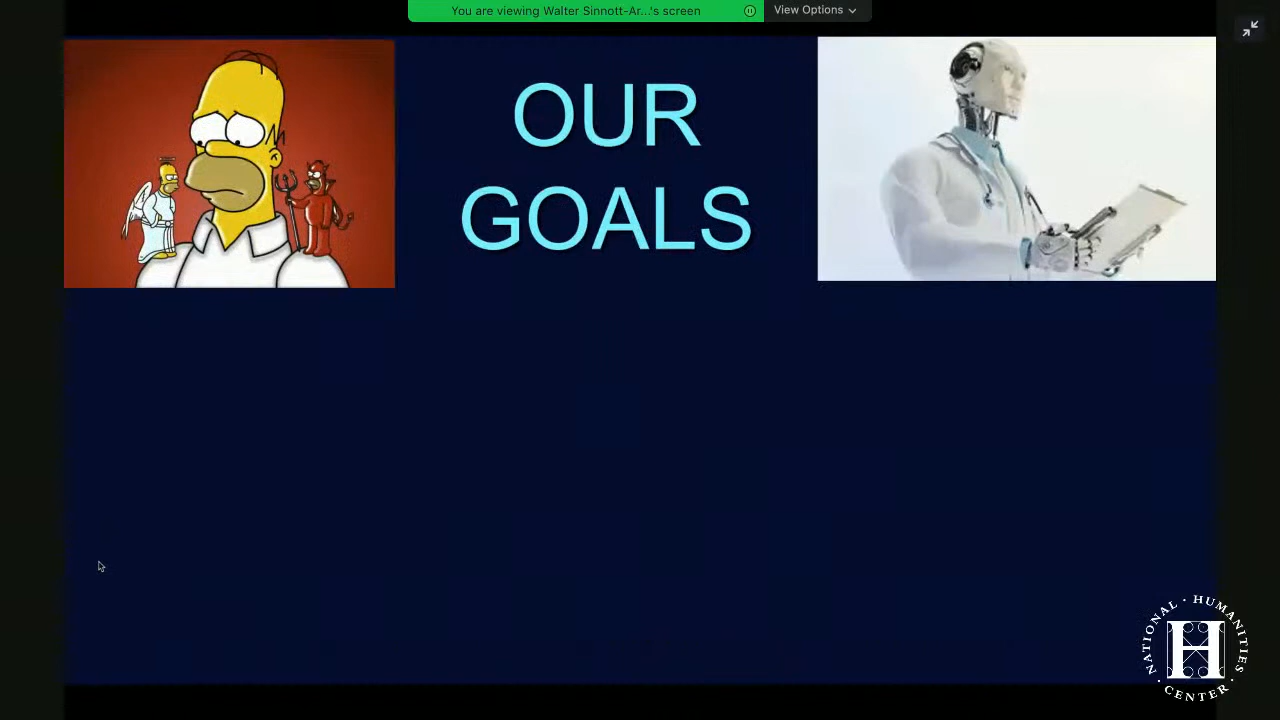 You are viewing Walter Sinnott-Ar...'s screen
View Options
OUR
GOALS
NATIONAL · HUMANITIES · CENTER ·
H